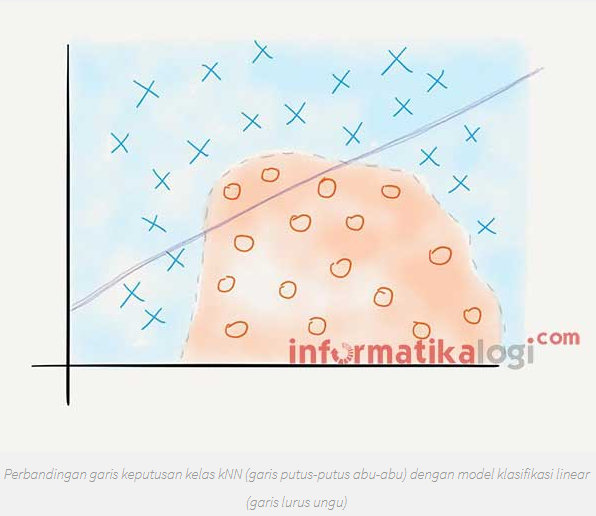 informatikalogi.com
Perbandingan garis keputusan kelas kNN (garis putus-putus abu-abu) dengan model klasifikasi linear
(garis lurus ungu)